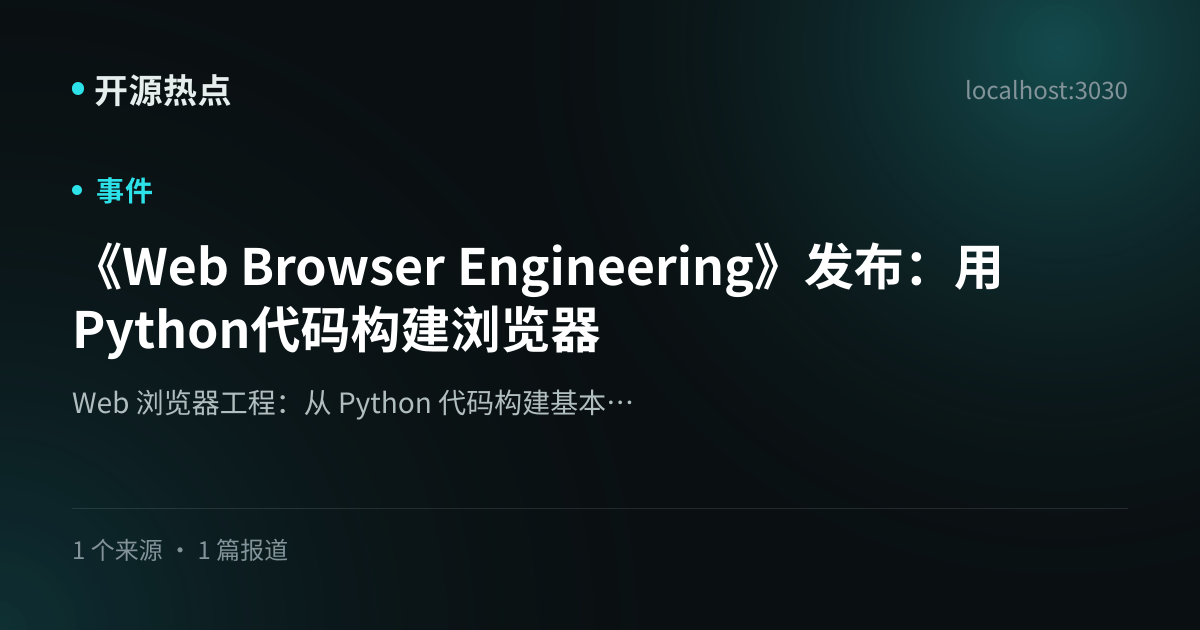 开源热点
localhost:3030
事件
《Web Browser Engineering》发布：用
Python代码构建浏览器
Web 浏览器工程：从 Python 代码构建基本…
1 个来源 · 1 篇报道